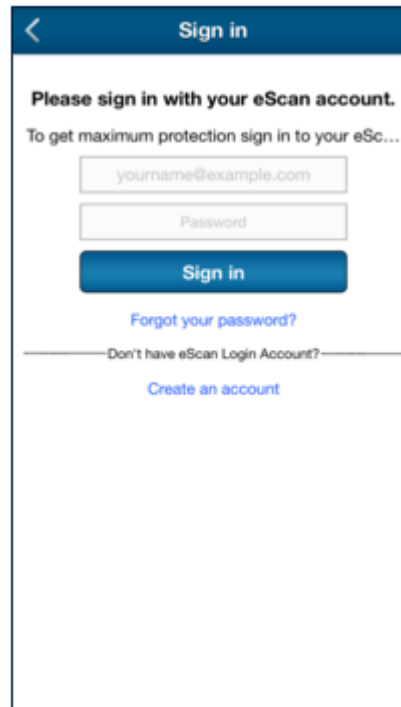 Sign in
Please sign in with your eScan account.
To get maximum protection sign in to your eSc...
yourname@example.com
Password
Sign in
Forgot your password?
Don't have eScan Login Account?
Create an account